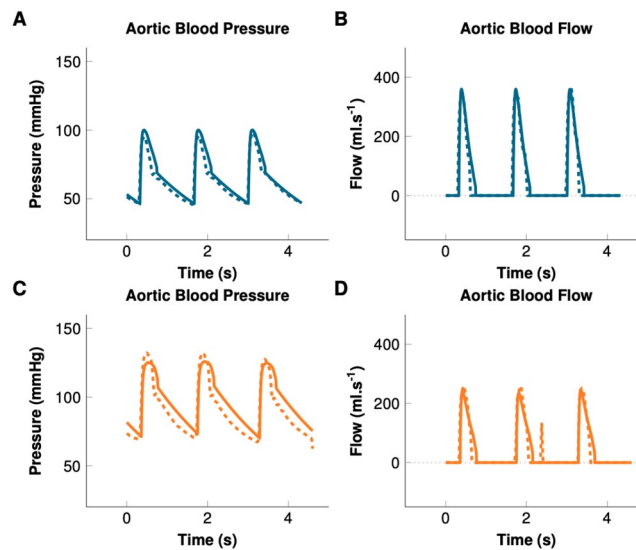 A
Aortic Blood Pressure
Pressure (mmHg)
150
100
50
0 2 4
Time (s)
B
Aortic Blood Flow
Flow (ml.s⁻¹)
400
200
0
0 2 4
Time (s)
C
Aortic Blood Pressure
Pressure (mmHg)
150
100
50
0 2 4
Time (s)
D
Aortic Blood Flow
Flow (ml.s⁻¹)
400
200
0
0 2 4
Time (s)